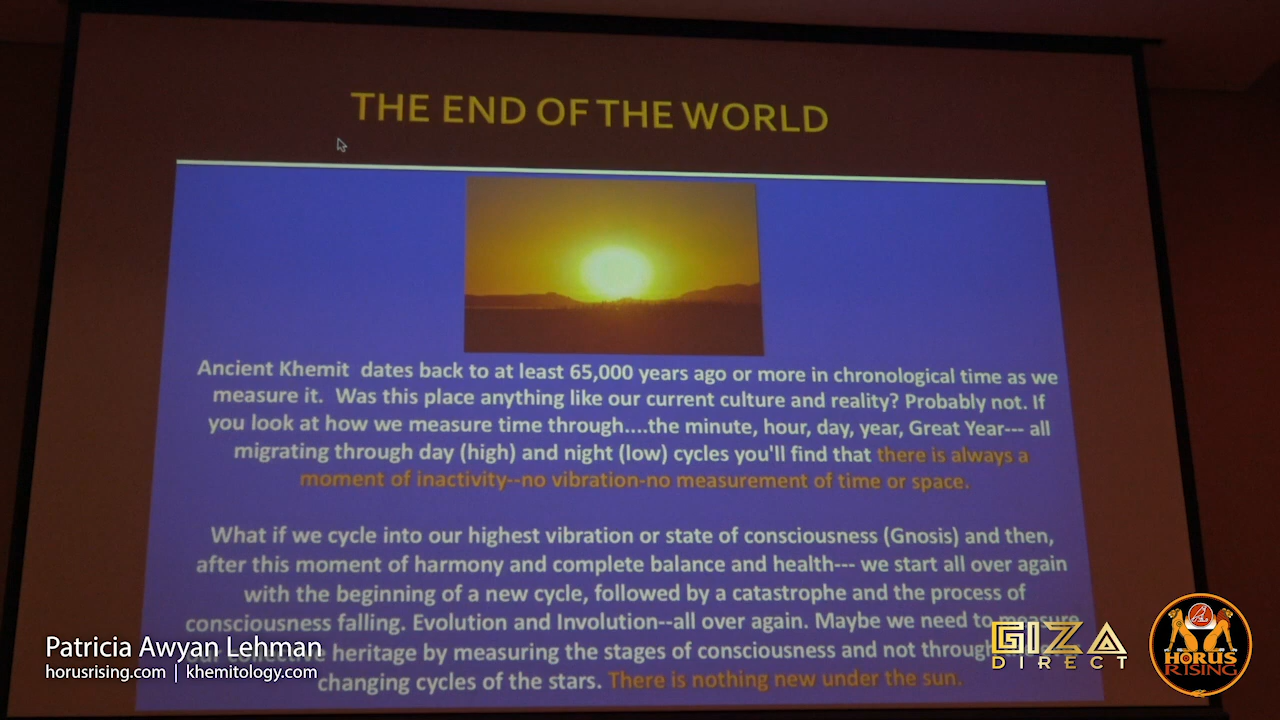 THE END OF THE WORLD
Ancient Khemit dates back to at least 65,000 years ago or more in chronological time as we
measure it. Was this place anything like our current culture and reality? Probably not. If
you look at how we measure time through....the minute, hour, day, year, Great Year--- all
migrating through day (high) and night (low) cycles you'll find that there is always a
moment of inactivity--no vibration-no measurement of time or space.
What if we cycle into our highest vibration or state of consciousness (Gnosis) and then,
after this moment of harmony and complete balance and health--- we start all over again
with the beginning of a new cycle, followed by a catastrophe and the process of
consciousness falling. Evolution and Involution--all over again. Maybe we need to measure
our collective heritage by measuring the stages of consciousness and not through
changing cycles of the stars. There is nothing new under the sun.
Patricia Awyan Lehman
horusrising.com | khemitology.com
GIZA
DIRECT
HORUS
RISING